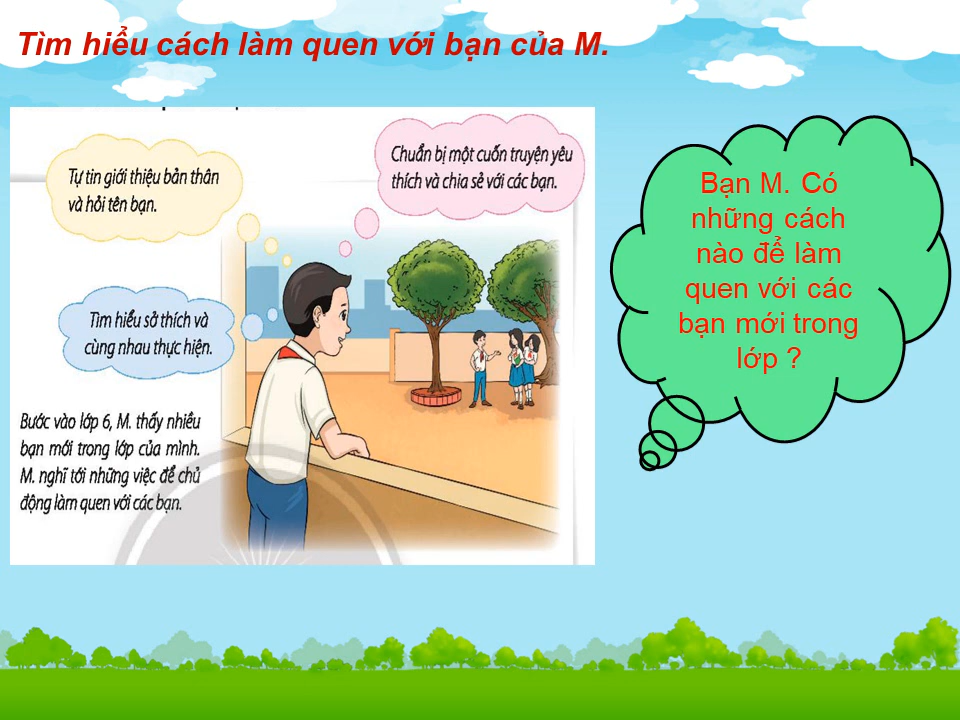 Tìm hiểu cách làm quen với bạn của M.
Tự tin giới thiệu bản thân
và hỏi tên bạn.
Chuẩn bị một cuốn truyện yêu
thích và chia sẻ với các bạn.
Tìm hiểu sở thích và
cùng nhau thực hiện.
Bước vào lớp 6, M. thấy nhiều
bạn mới trong lớp của mình.
M. nghĩ tới những việc để chủ
động làm quen với các bạn.
Bạn M. Có
những cách
nào để làm
quen với các
bạn mới trong
lớp ?